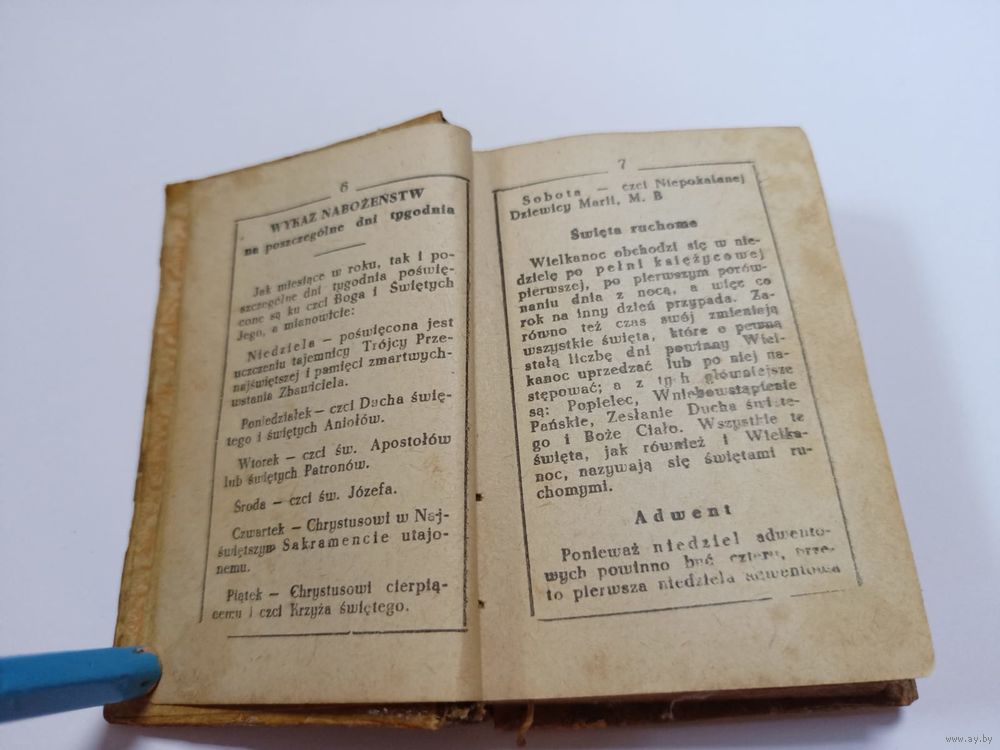 6
WYKAZ NABOŻEŃSTW
na poszczególne dni tygodnia
Jak miesiące w roku, tak i po-
szczególne dni tygodnia poświę-
cone są ku czci Boga i Świętych
Jego, a mianowicie:
Niedziela – poświęcona jest
uczczeniu tajemnicy Trójcy Prze-
najświętszej i pamięci zmartwych-
wstania Zbawiciela.
Poniedziałek – czci Ducha świę-
tego i świętych Aniołów.
Wtorek – czci św. Apostołów
lub świętych Patronów.
Środa – czci św. Józefa.
Czwartek – Chrystusowi w Naj-
świętszym Sakramencie utajo-
nemu.
Piątek – Chrystusowi cierpią-
cemu i czci Krzyża świętego.
7
Sobota – czci Niepokalanej
Dziewicy Marii, M. B
Święta ruchome
Wielkanoc obchodzi się w nie-
dzielę po pełni księżycowej
pierwszej, po pierwszym porów-
naniu dnia z nocą, a więc co
rok na inny dzień przypada. Za-
równo też czas swój zmieniają
wszystkie święta, które o pewną
stałą liczbę dni powinny Wiel-
kanoc uprzedzać lub po niej na-
stępować; a z tych główniejsze
są: Popielec, Wniebowstąpienie
Pańskie, Zesłanie Ducha święte-
go i Boże Ciało. Wszystkie te
święta, jak również i Wielka-
noc, nazywają się świętami ru-
chomymi.
Adwent
Ponieważ niedziel adwento-
wych powinno być cztery, prze-
to pierwsza niedziela adwentowa
www.ay.by